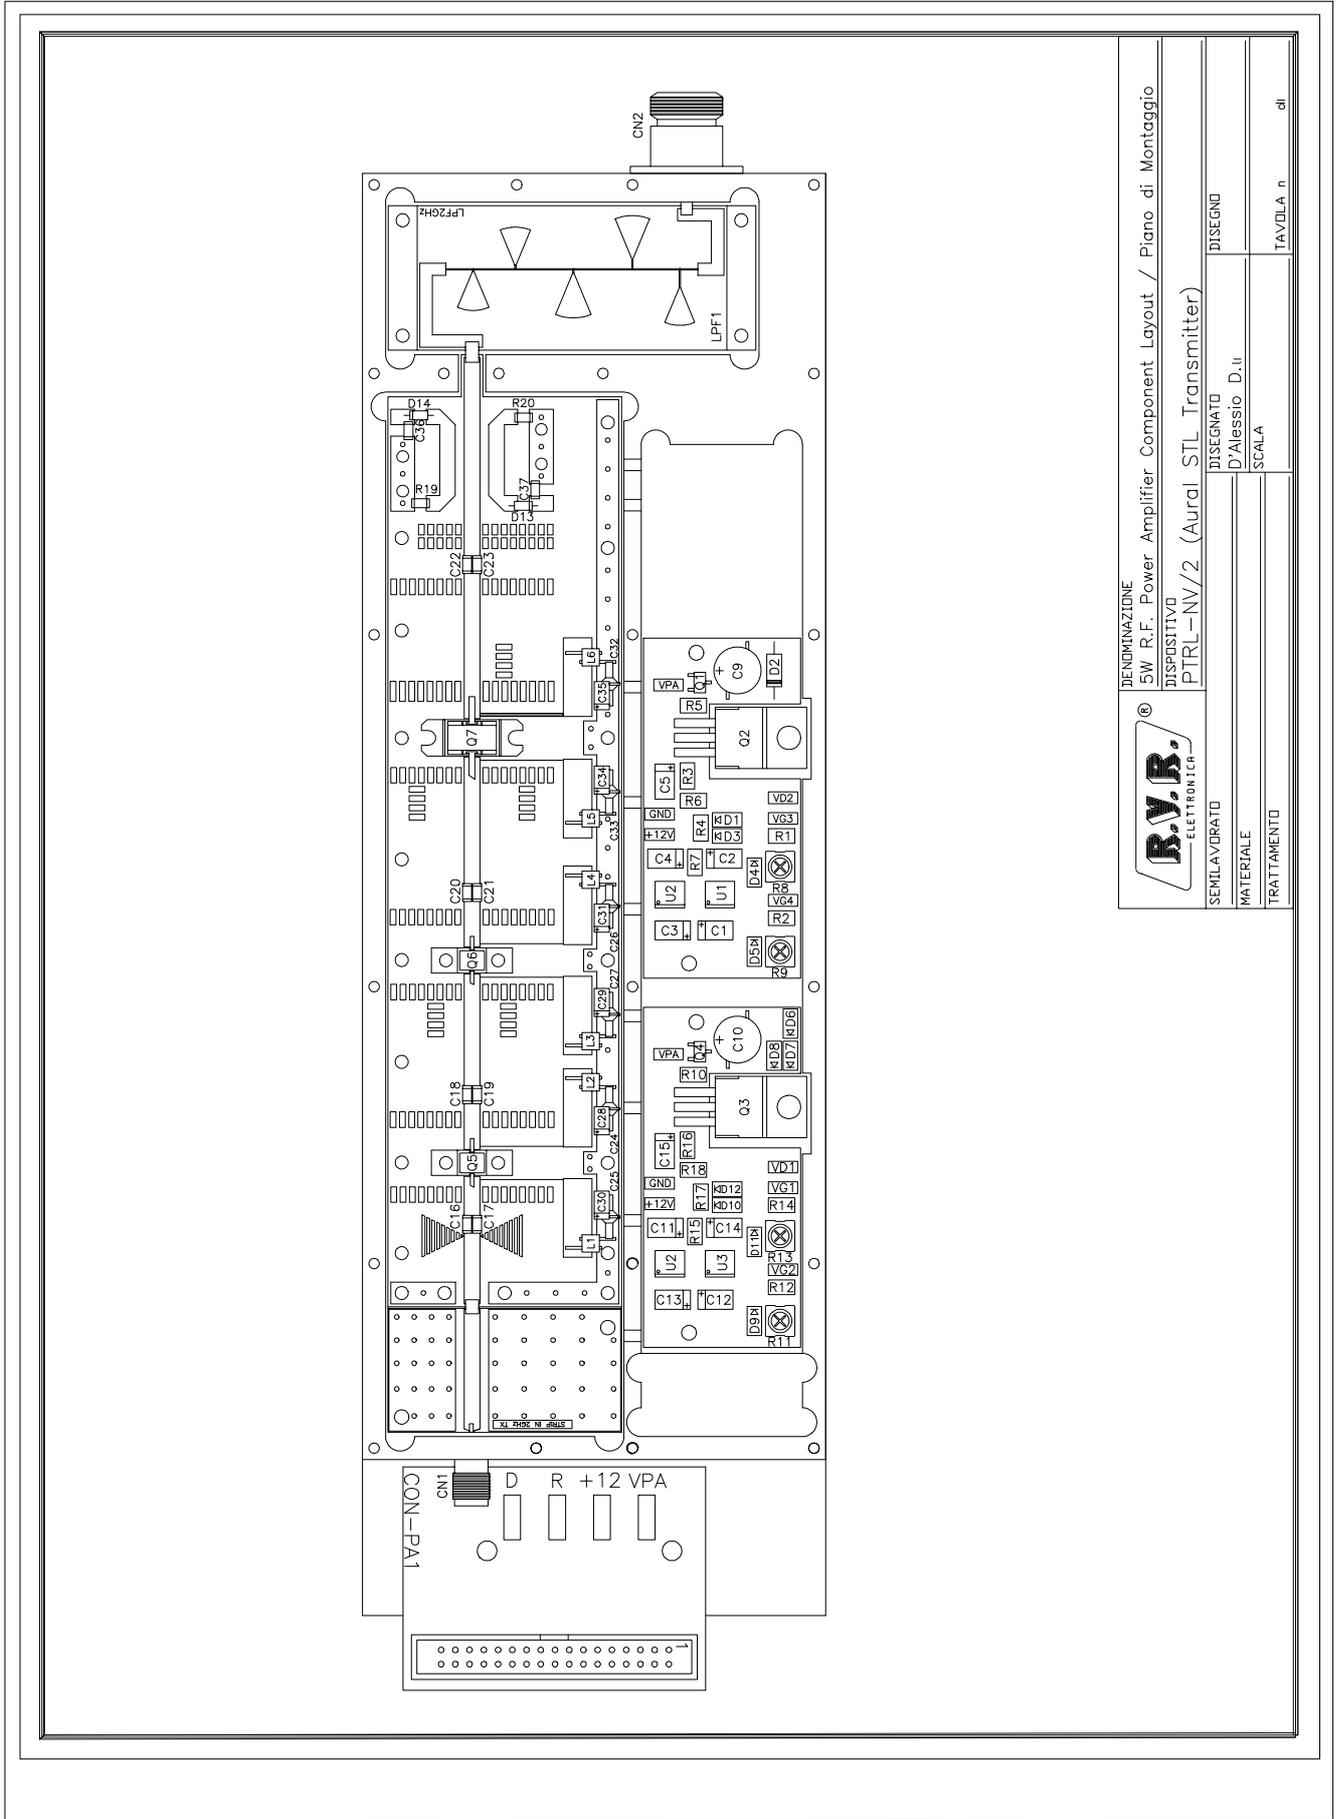 CN2
LPF2GHz
LPF1
D14
C36
R19
R20
C37
D13
C22
C23
L6
C32
C35
Q7
C34
L5
C33
C20
C21
L4
C31
C26
Q6
C27
C29
L3
L2
C18
C19
C28
C24
Q5
C25
C30
C16
C17
L1
STRIP IN 2GHz TX
VPA
Q1
C9
D2
R5
Q2
C5
R3
R6
VD2
GND
R4
D1
VG3
+12V
D3
R1
C4
R7
C2
D4
R8
U2
U1
VG4
R2
C3
C1
D5
R9
VPA
Q4
C10
D6
D8
D7
R10
Q3
C15
R16
R18
VD1
GND
R17
D12
VG1
+12V
D10
R14
C11
R15
C14
D11
R13
U2
U3
VG2
R12
C13
C12
D9
R11
CN1
D R +12 VPA
CON-PA1
1
R.V.R.®
ELETTRONICA
DENOMINAZIONE
5W R.F. Power Amplifier Component Layout / Piano di Montaggio
DISPOSITIVO
PTRL-NV/2 (Aural STL Transmitter)
SEMILAVORATO
DISEGNATO
D'Alessio D.
DISEGNO
MATERIALE
SCALA
TRATTAMENTO
TAVOLA n di